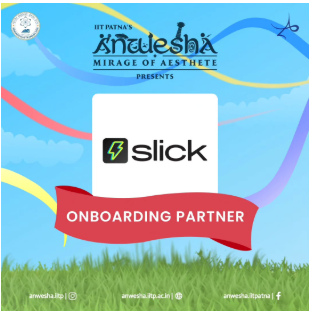 IIT PATNA'S
ANWESHA
MIRAGE OF AESTHETE
PRESENTS
slick
ONBOARDING PARTNER
anwesha.iitp |
anwesha.iitp.ac.in |
anwesha.iitpatna |